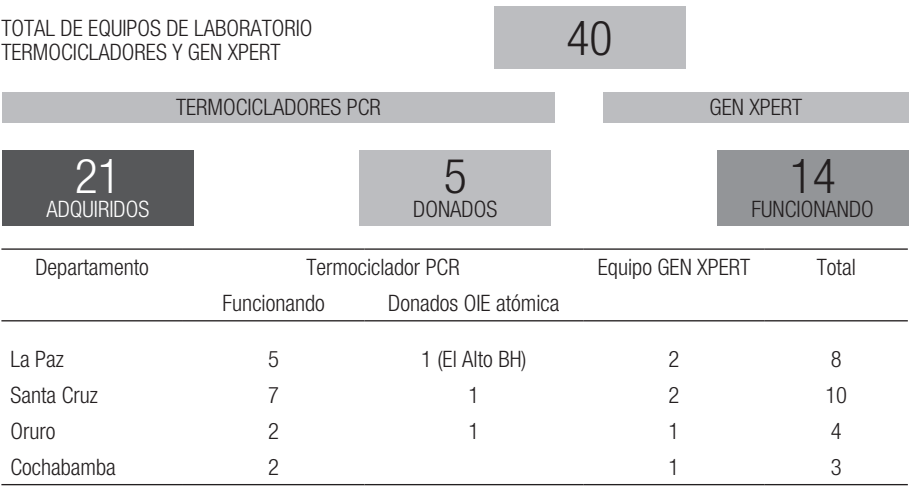 TOTAL DE EQUIPOS DE LABORATORIO
TERMOCICLADORES Y GEN XPERT
40
TERMOCICLADORES PCR GEN XPERT
21 5 14
ADQUIRIDOS DONADOS FUNCIONANDO
Departamento Termociclador PCR Equipo GEN XPERT Total
Funcionando Donados OIE atómica
La Paz 5 1 (El Alto BH) 2 8
Santa Cruz 7 1 2 10
Oruro 2 1 1 4
Cochabamba 2 1 3